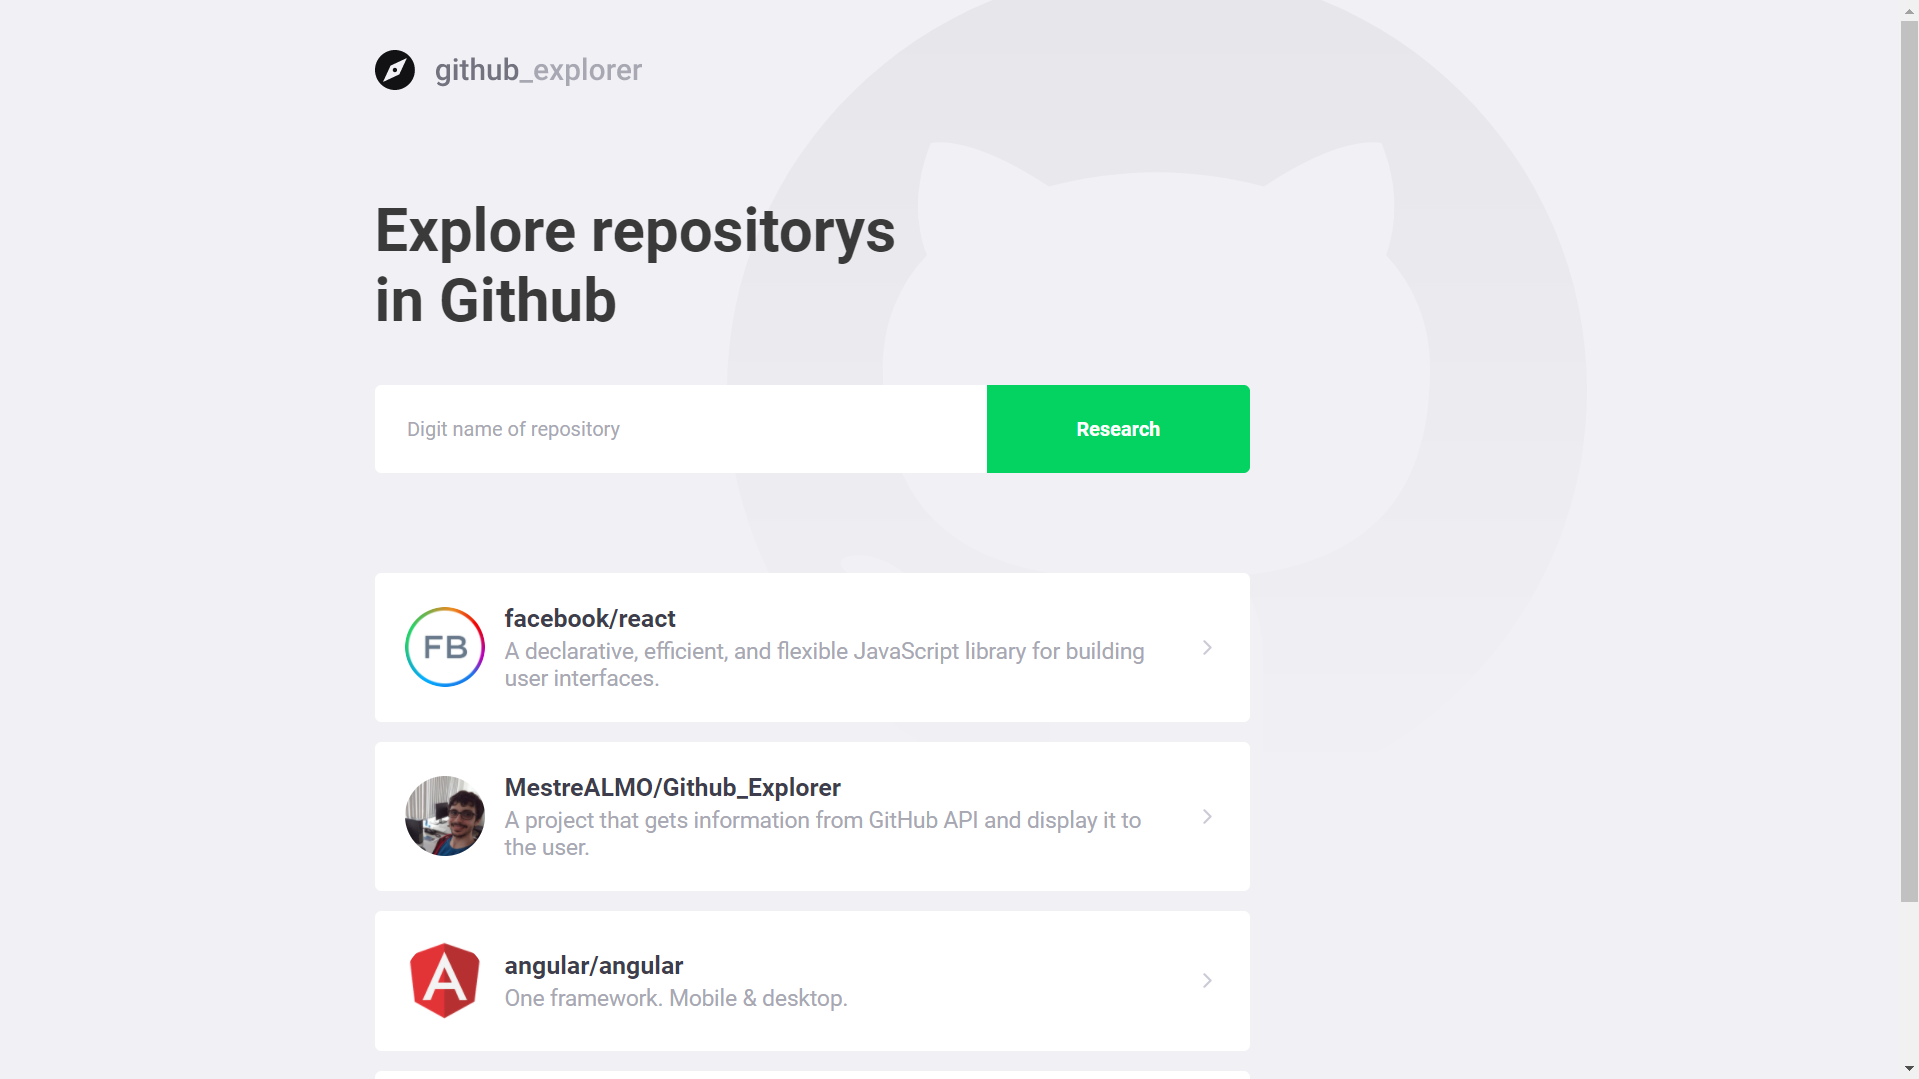 github_explorer
Explore repositorys
in Github
Digit name of repository
Research
FB
facebook/react
A declarative, efficient, and flexible JavaScript library for building
user interfaces.
MestreALMO/Github_Explorer
A project that gets information from GitHub API and display it to
the user.
A
angular/angular
One framework. Mobile & desktop.